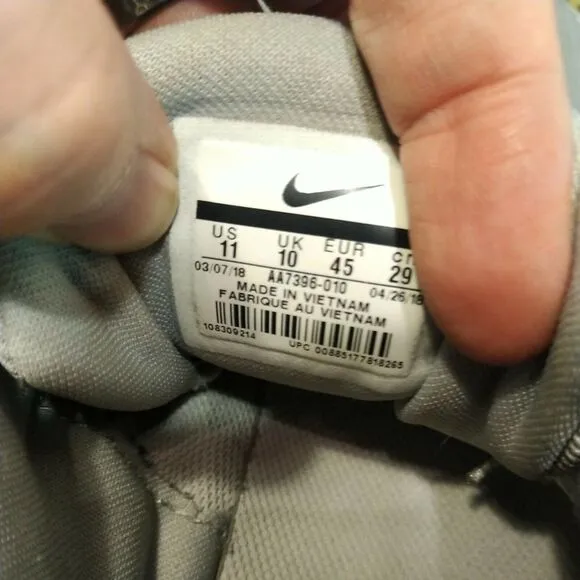 US UK EUR cm
11 10 45 29
03/07/18 AA7396-010 04/26/18
MADE IN VIETNAM
FABRIQUE AU VIETNAM
108309214 UPC 00885177818265